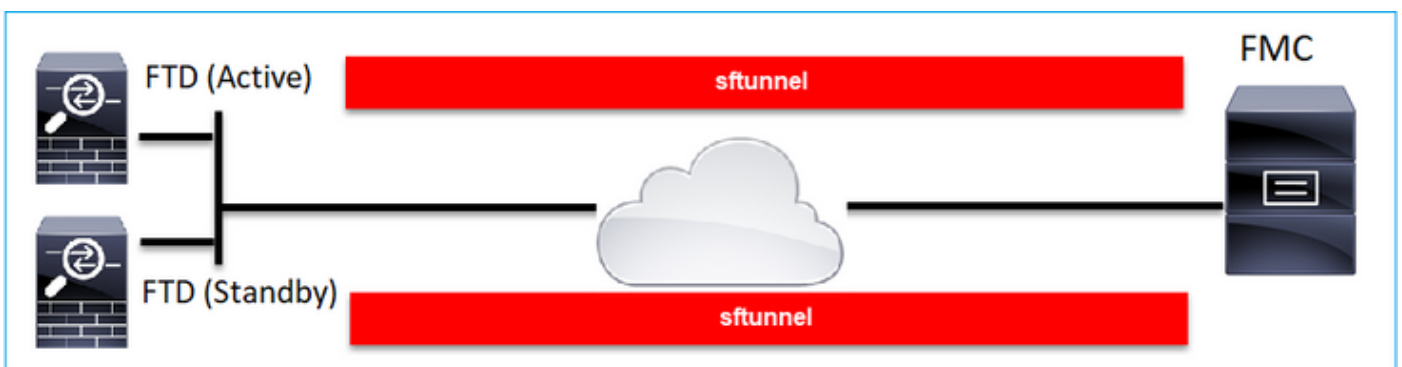 FTD (Active)
sftunnel
FMC
FTD (Standby)
sftunnel